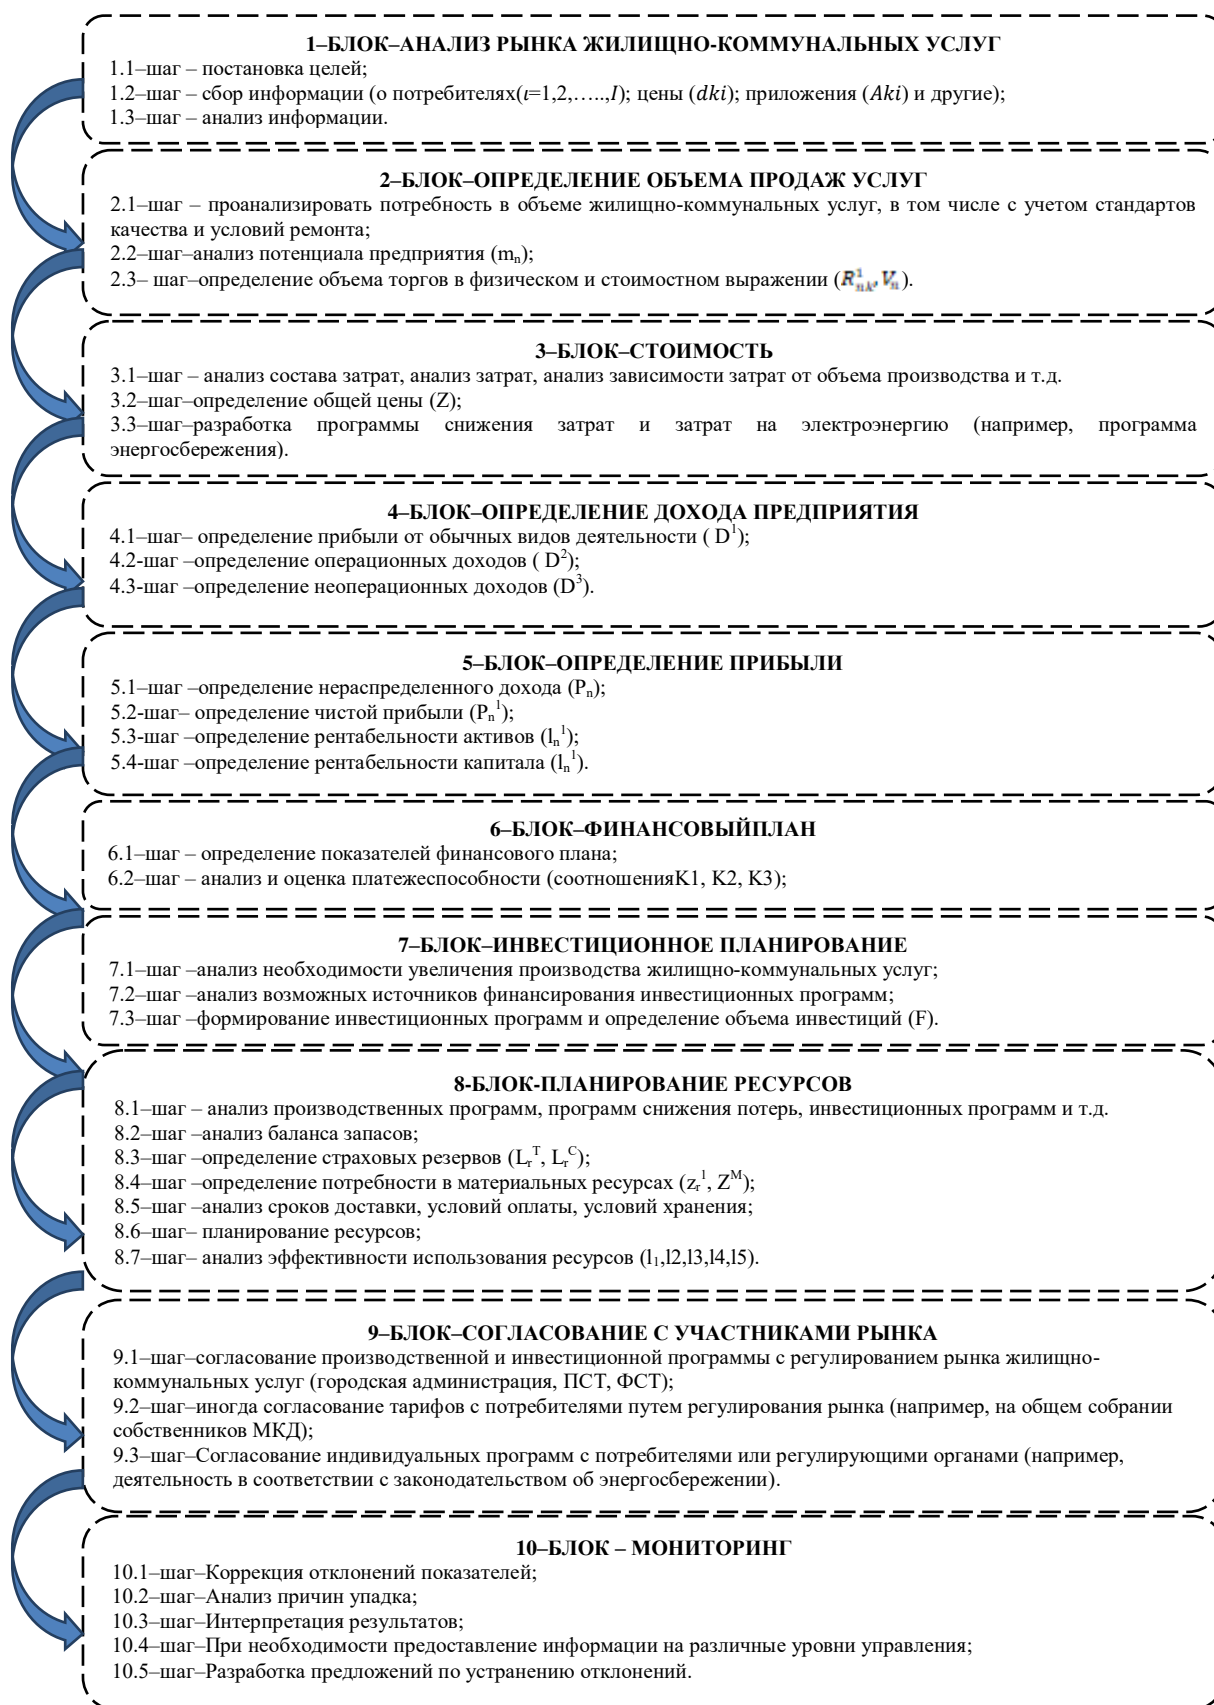 1–БЛОК–АНАЛИЗ РЫНКА ЖИЛИЩНО-КОММУНАЛЬНЫХ УСЛУГ
1.1–шаг – постановка целей;
1.2–шаг – сбор информации (о потребителях(ι=1,2,…..,I); цены (dki); приложения (Aki) и другие);
1.3–шаг – анализ информации.
2–БЛОК–ОПРЕДЕЛЕНИЕ ОБЪЕМА ПРОДАЖ УСЛУГ
2.1–шаг – проанализировать потребность в объеме жилищно-коммунальных услуг, в том числе с учетом стандартов
качества и условий ремонта;
2.2–шаг–анализ потенциала предприятия (mₙ);
2.3– шаг–определение объема торгов в физическом и стоимостном выражении (R¹ₙₖ, Vₙ).
3–БЛОК–СТОИМОСТЬ
3.1–шаг – анализ состава затрат, анализ затрат, анализ зависимости затрат от объема производства и т.д.
3.2–шаг–определение общей цены (Z);
3.3–шаг–разработка программы снижения затрат и затрат на электроэнергию (например, программа
энергосбережения).
4–БЛОК–ОПРЕДЕЛЕНИЕ ДОХОДА ПРЕДПРИЯТИЯ
4.1–шаг– определение прибыли от обычных видов деятельности ( D¹);
4.2-шаг –определение операционных доходов ( D²);
4.3-шаг –определение неоперационных доходов (D³).
5–БЛОК–ОПРЕДЕЛЕНИЕ ПРИБЫЛИ
5.1–шаг –определение нераспределенного дохода (Pₙ);
5.2-шаг– определение чистой прибыли (Pₙ¹);
5.3-шаг –определение рентабельности активов (lₙ¹);
5.4-шаг –определение рентабельности капитала (lₙ¹).
6–БЛОК–ФИНАНСОВЫЙПЛАН
6.1–шаг – определение показателей финансового плана;
6.2–шаг – анализ и оценка платежеспособности (соотношенияK1, K2, K3);
7–БЛОК–ИНВЕСТИЦИОННОЕ ПЛАНИРОВАНИЕ
7.1–шаг –анализ необходимости увеличения производства жилищно-коммунальных услуг;
7.2–шаг –анализ возможных источников финансирования инвестиционных программ;
7.3–шаг –формирование инвестиционных программ и определение объема инвестиций (F).
8-БЛОК-ПЛАНИРОВАНИЕ РЕСУРСОВ
8.1–шаг – анализ производственных программ, программ снижения потерь, инвестиционных программ и т.д.
8.2–шаг –анализ баланса запасов;
8.3–шаг –определение страховых резервов (Lᵣᵀ, Lᵣᶜ);
8.4–шаг –определение потребности в материальных ресурсах (zᵣ¹, Zᴹ);
8.5–шаг –анализ сроков доставки, условий оплаты, условий хранения;
8.6–шаг– планирование ресурсов;
8.7–шаг– анализ эффективности использования ресурсов (l₁,l2,l3,l4,l5).
9–БЛОК–СОГЛАСОВАНИЕ С УЧАСТНИКАМИ РЫНКА
9.1–шаг–согласование производственной и инвестиционной программы с регулированием рынка жилищно-
коммунальных услуг (городская администрация, ПСТ, ФСТ);
9.2–шаг–иногда согласование тарифов с потребителями путем регулирования рынка (например, на общем собрании
собственников МКД);
9.3–шаг–Согласование индивидуальных программ с потребителями или регулирующими органами (например,
деятельность в соответствии с законодательством об энергосбережении).
10–БЛОК – МОНИТОРИНГ
10.1–шаг–Коррекция отклонений показателей;
10.2–шаг–Анализ причин упадка;
10.3–шаг–Интерпретация результатов;
10.4–шаг–При необходимости предоставление информации на различные уровни управления;
10.5–шаг–Разработка предложений по устранению отклонений.